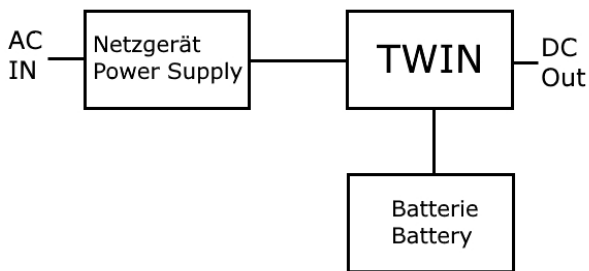 AC
IN
Netzgerät
Power Supply
TWIN
DC
Out
Batterie
Battery